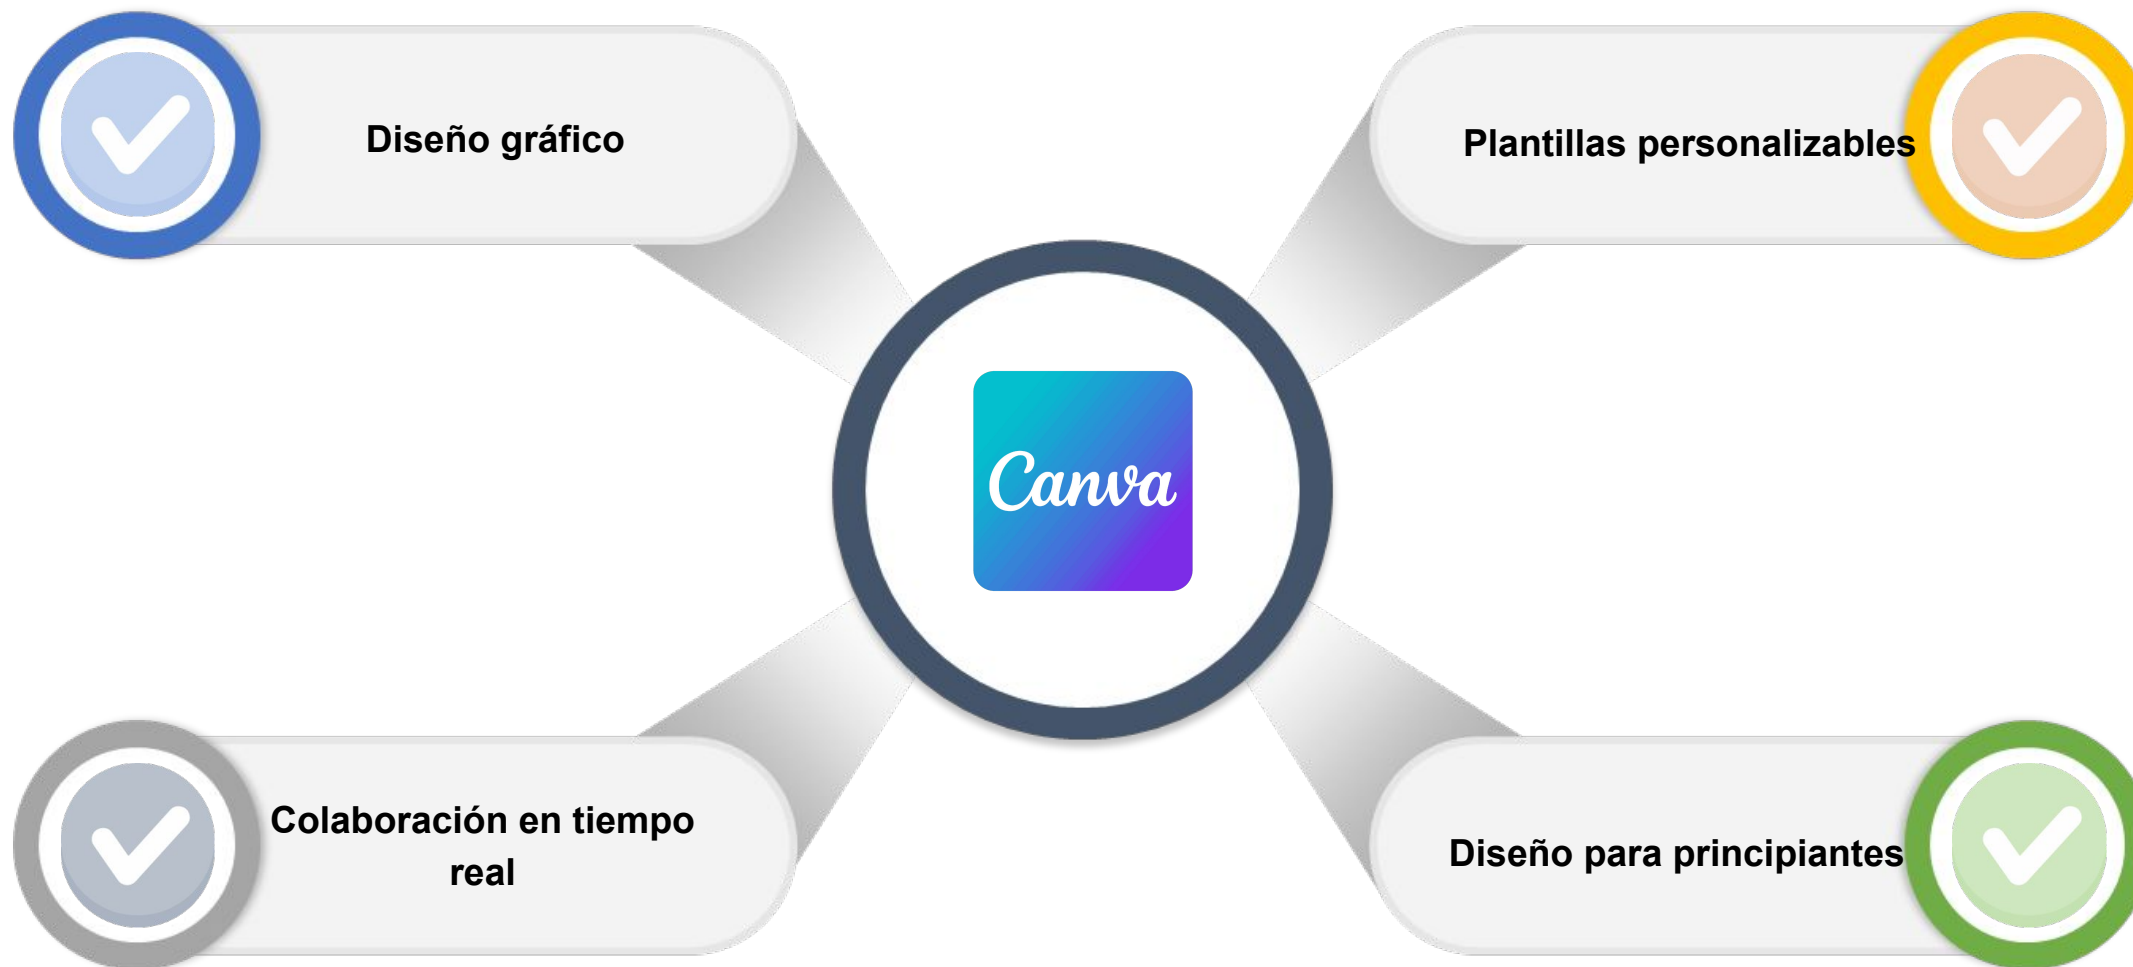 Diseño gráfico
Plantillas personalizables
Canva
Colaboración en tiempo
real
Diseño para principiantes